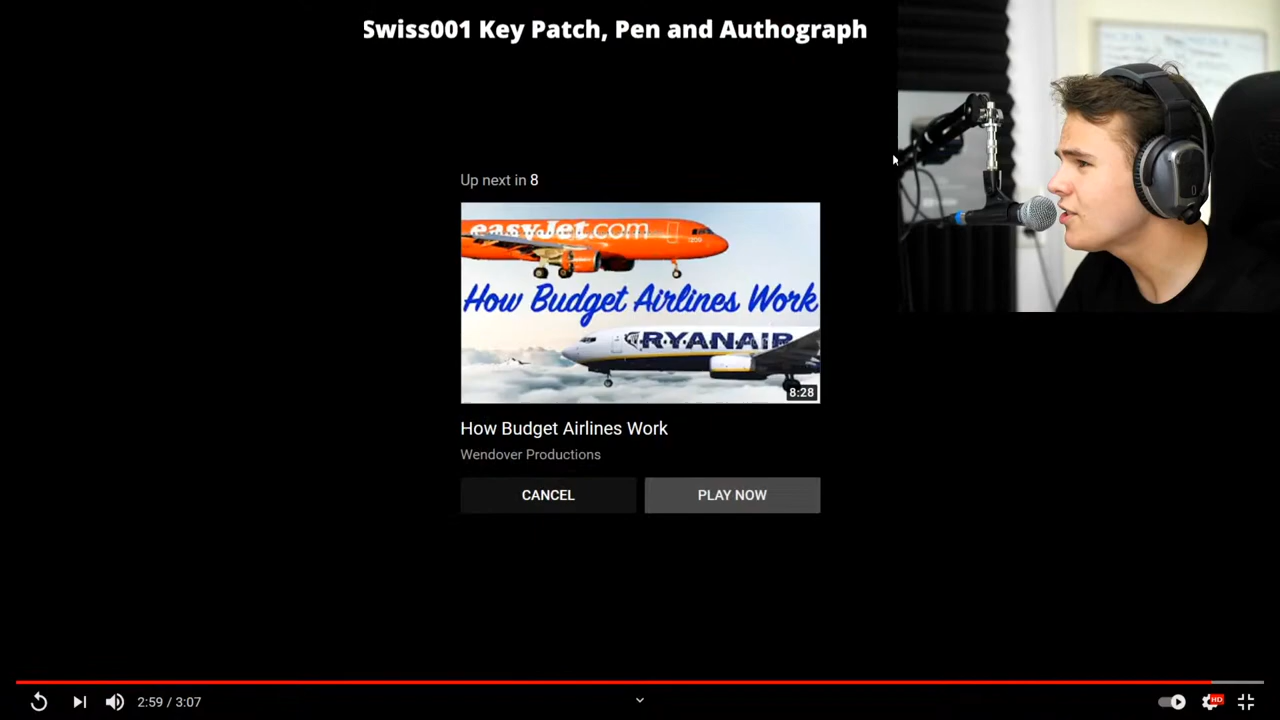 Swiss001 Key Patch, Pen and Authograph
Up next in 8
easyJet.com
How Budget Airlines Work
RYANAIR
8:28
How Budget Airlines Work
Wendover Productions
CANCEL
PLAY NOW
2:59 / 3:07
HD